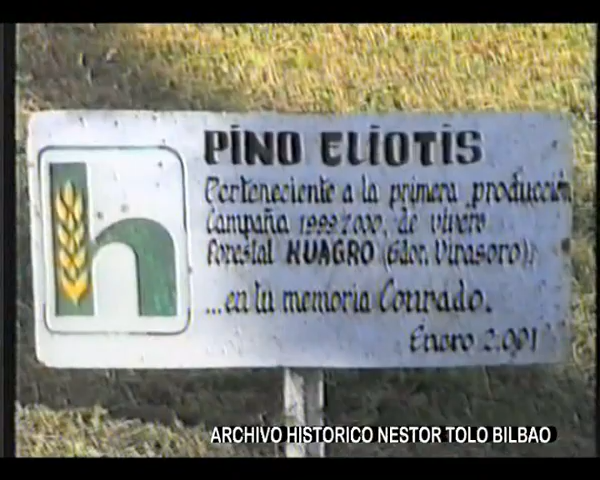 PINO ELIOTIS
Perteneciente a la primera producción
Campaña 1999/2000, de vivero
forestal HUAGRO (Gdor. Virasoro);
...en tu memoria Conrado.
Enero 2.001
h
ARCHIVO HISTORICO NESTOR TOLO BILBAO